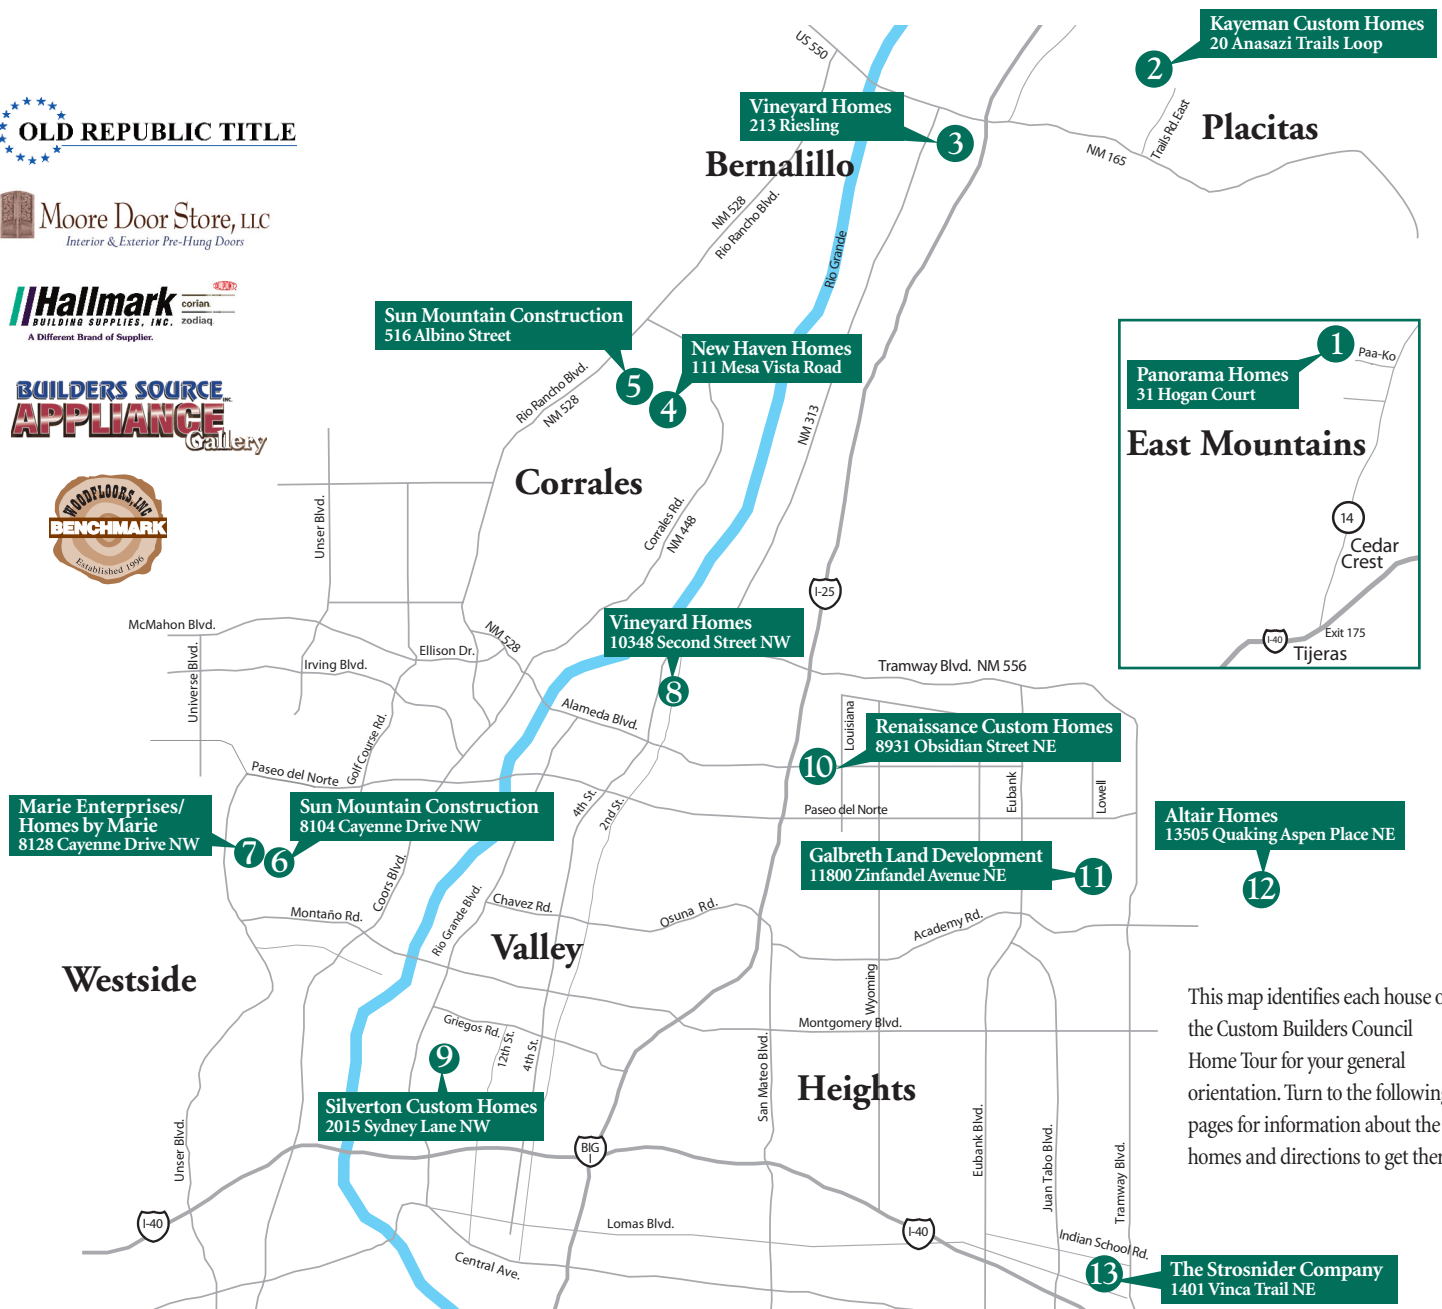 OLD REPUBLIC TITLE
Moore Door Store, LLC
Interior & Exterior Pre-Hung Doors
Hallmark
BUILDING SUPPLIES, INC.
A Different Brand of Supplier.
corian
zodiaq
BUILDERS SOURCE
APPLIANCE INC.
Gallery
WOODFLOORS, INC
BENCHMARK
Established 1996
Kayeman Custom Homes
20 Anasazi Trails Loop
2
Placitas
Trails Rd. East
NM 165
US 550
Vineyard Homes
213 Riesling
3
Bernalillo
NM 528
Rio Rancho Blvd.
Rio Grande
Sun Mountain Construction
516 Albino Street
5
New Haven Homes
111 Mesa Vista Road
4
Rio Rancho Blvd.
NM 528
NM 313
Corrales
Corrales Rd.
NM 448
I-25
Panorama Homes
31 Hogan Court
1
Paa-Ko
East Mountains
14
Cedar
Crest
I-40
Exit 175
Tijeras
Unser Blvd.
McMahon Blvd.
Universe Blvd.
Irving Blvd.
Ellison Dr.
NM 528
Golf Course Rd.
Vineyard Homes
10348 Second Street NW
8
Alameda Blvd.
Tramway Blvd. NM 556
Louisiana
Renaissance Custom Homes
8931 Obsidian Street NE
10
Eubank
Lowell
Paseo del Norte
Paseo del Norte
Marie Enterprises/
Homes by Marie
8128 Cayenne Drive NW
7
Sun Mountain Construction
8104 Cayenne Drive NW
6
4th St.
2nd St.
Galbreth Land Development
11800 Zinfandel Avenue NE
11
Altair Homes
13505 Quaking Aspen Place NE
12
Coors Blvd.
Montaño Rd.
Rio Grande Blvd.
Chavez Rd.
Osuna Rd.
Academy Rd.
Valley
Westside
Wyoming
Griegos Rd.
12th St.
4th St.
Montgomery Blvd.
San Mateo Blvd.
Heights
9
Silverton Custom Homes
2015 Sydney Lane NW
Unser Blvd.
BIG
I
Eubank Blvd.
Juan Tabo Blvd.
Tramway Blvd.
I-40
Lomas Blvd.
I-40
Central Ave.
Indian School Rd.
13
The Strosnider Company
1401 Vinca Trail NE
This map identifies each house o
the Custom Builders Council
Home Tour for your general
orientation. Turn to the following
pages for information about the
homes and directions to get ther